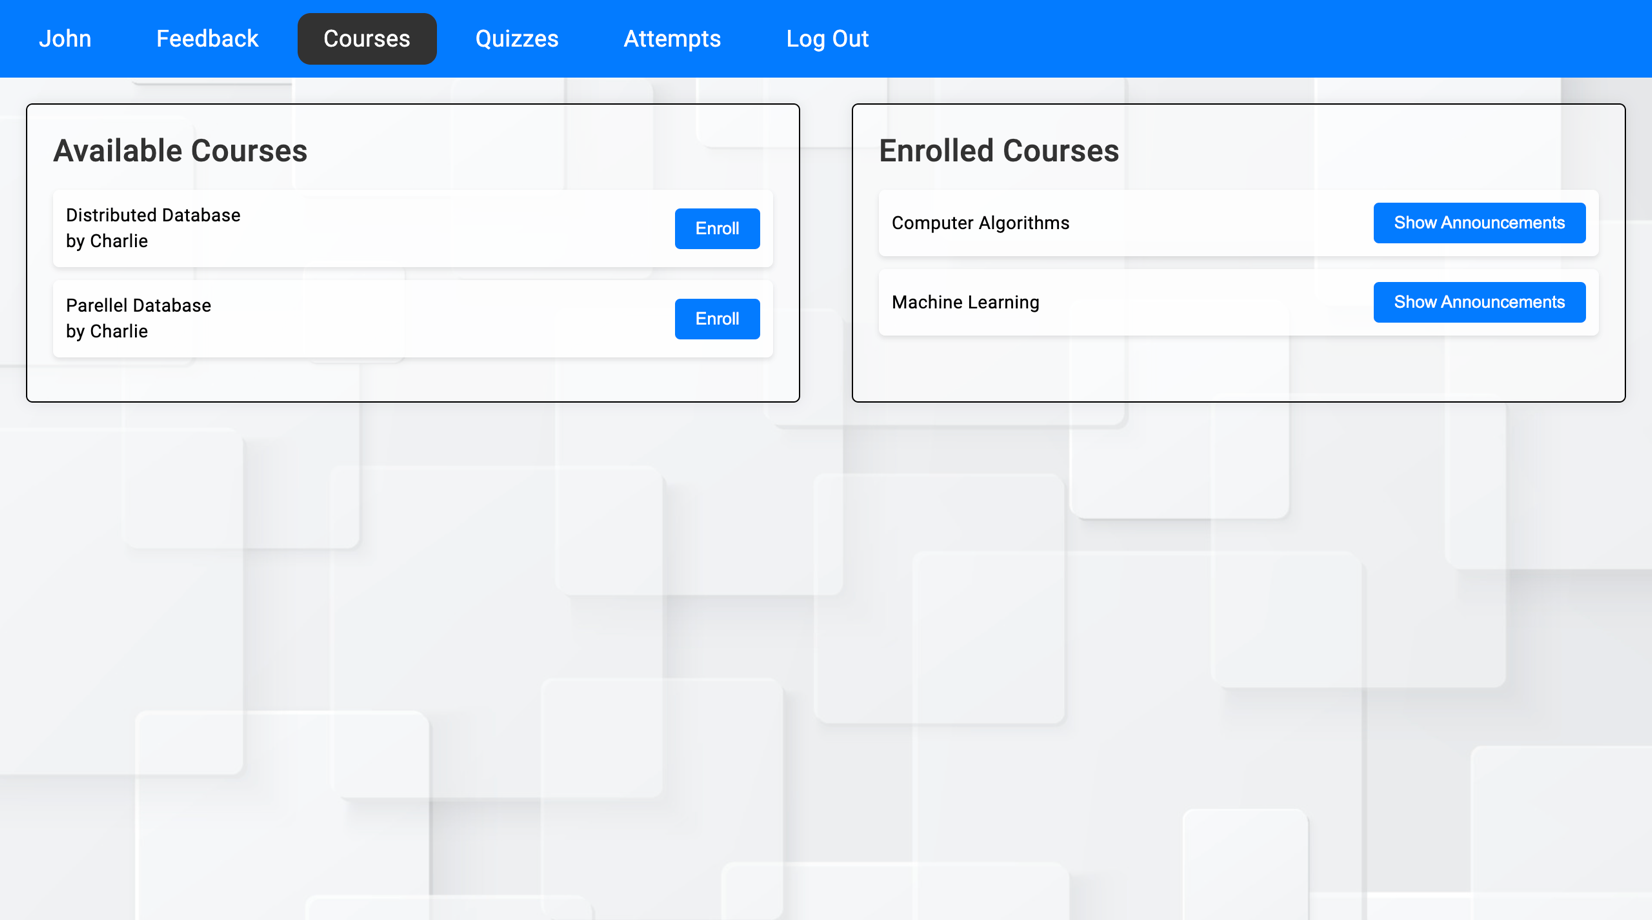 John Feedback Courses Quizzes Attempts Log Out
Available Courses
Distributed Database
by Charlie
Enroll
Parellel Database
by Charlie
Enroll
Enrolled Courses
Computer Algorithms
Show Announcements
Machine Learning
Show Announcements